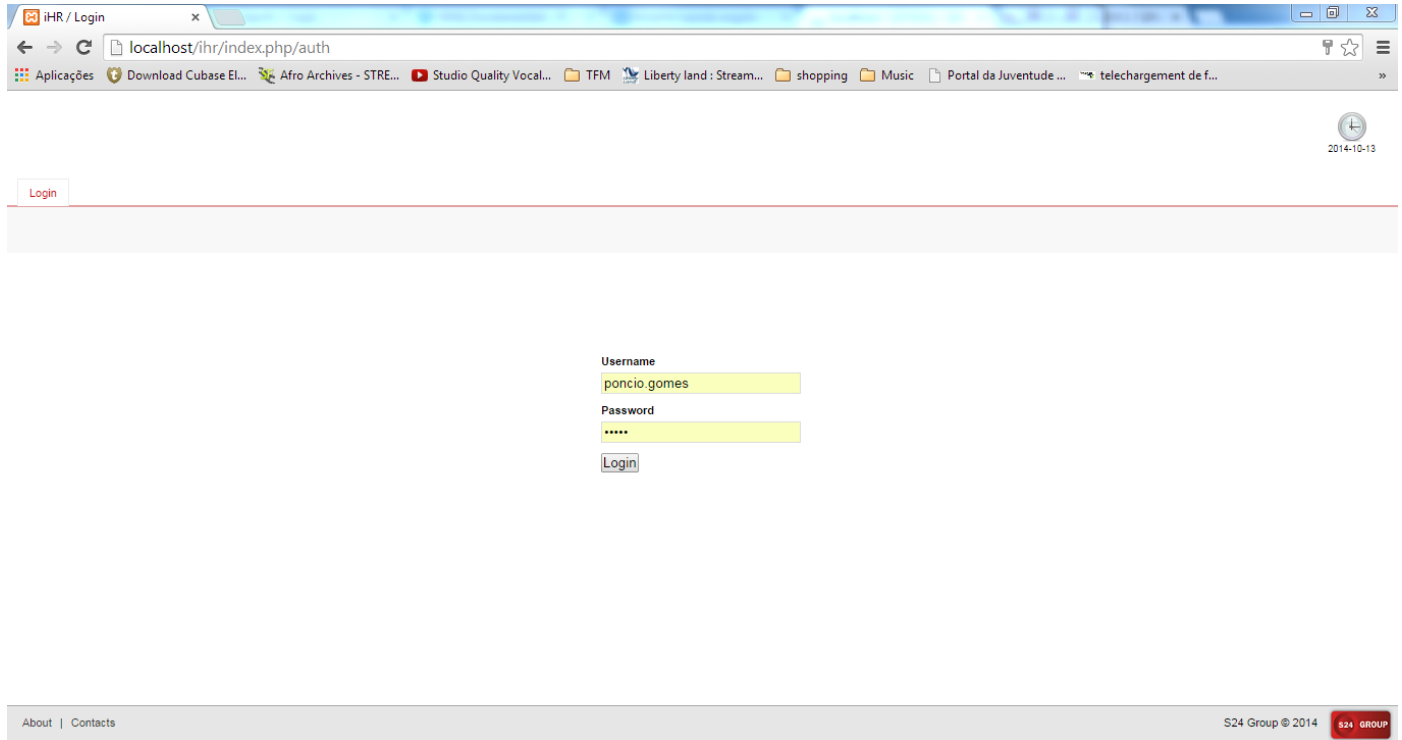 iHR / Login
localhost/ihr/index.php/auth
Aplicações Download Cubase El... Afro Archives - STRE... Studio Quality Vocal... TFM Liberty land : Stream... shopping Music Portal da Juventude ... telechargement de f... »
2014-10-13
Login
Username
poncio.gomes
Password
•••••
Login
About | Contacts
S24 Group © 2014
S24 GROUP